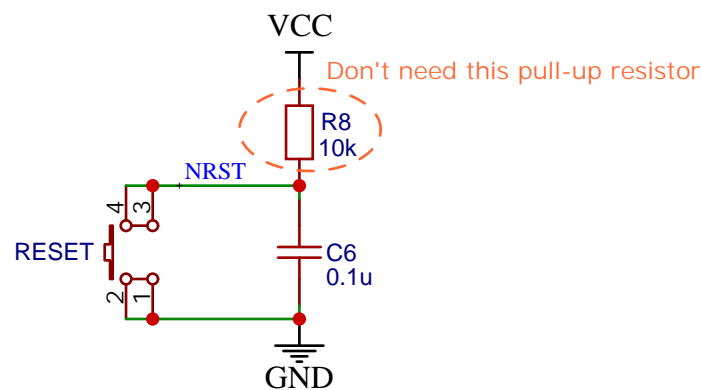 VCC
Don't need this pull-up resistor
R8
10k
NRST
4
3
RESET
C6
0.1u
2
1
GND